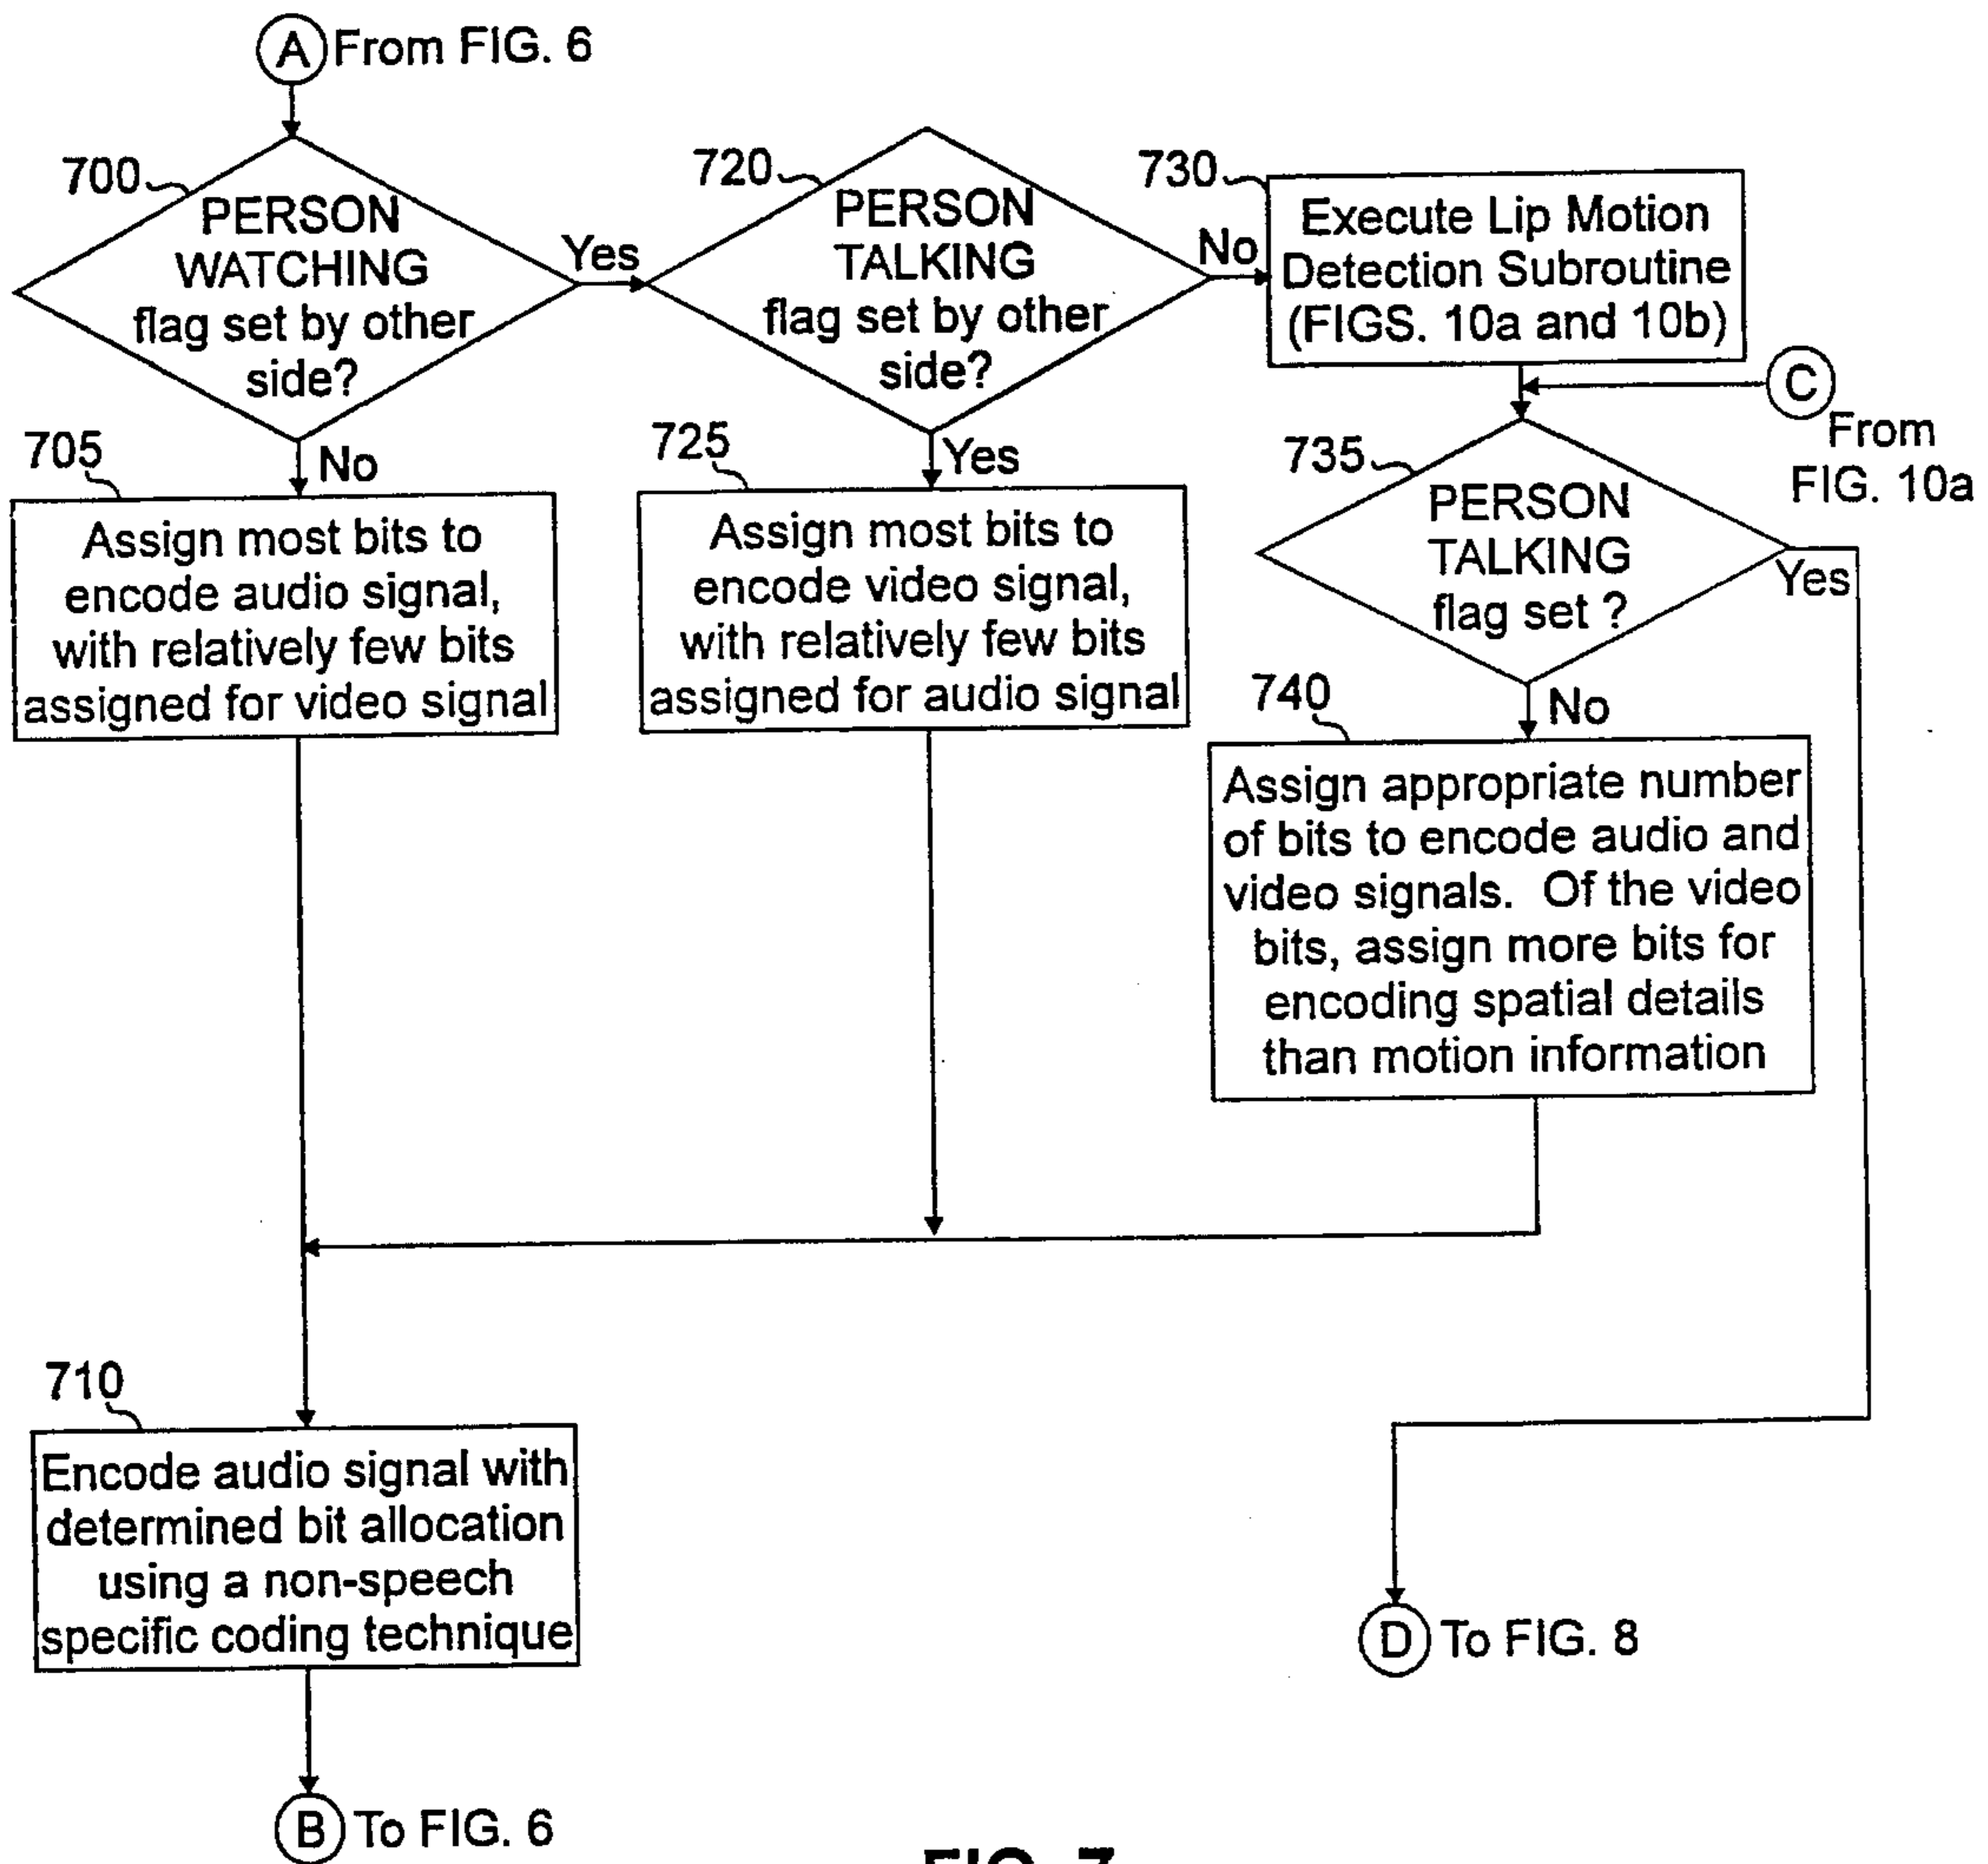 A From FIG. 6
700
PERSON
WATCHING
flag set by other
side?
Yes
No
720
PERSON
TALKING
flag set by other
side?
No
Yes
730
Execute Lip Motion
Detection Subroutine
(FIGS. 10a and 10b)
C
From
FIG. 10a
735
PERSON
TALKING
flag set ?
Yes
No
705
Assign most bits to
encode audio signal,
with relatively few bits
assigned for video signal
725
Assign most bits to
encode video signal,
with relatively few bits
assigned for audio signal
740
Assign appropriate number
of bits to encode audio and
video signals. Of the video
bits, assign more bits for
encoding spatial details
than motion information
710
Encode audio signal with
determined bit allocation
using a non-speech
specific coding technique
D To FIG. 8
B To FIG. 6
FIG. 7